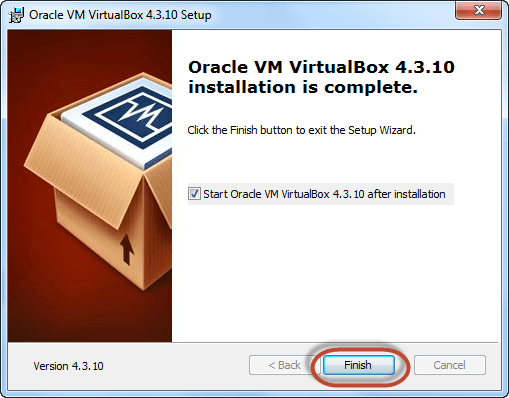 Oracle VM VirtualBox 4.3.10 Setup
Oracle VM VirtualBox 4.3.10
installation is complete.
Click the Finish button to exit the Setup Wizard.
Start Oracle VM VirtualBox 4.3.10 after installation
Version 4.3.10
< Back
Finish
Cancel